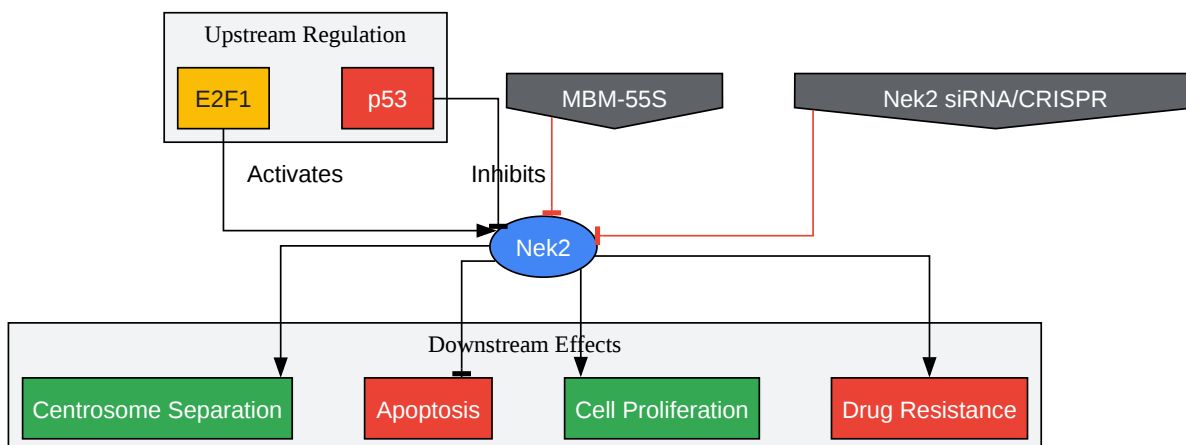 Upstream Regulation
E2F1
p53
MBM-55S
Nek2 siRNA/CRISPR
Activates
Inhibits
Nek2
Downstream Effects
Centrosome Separation
Apoptosis
Cell Proliferation
Drug Resistance